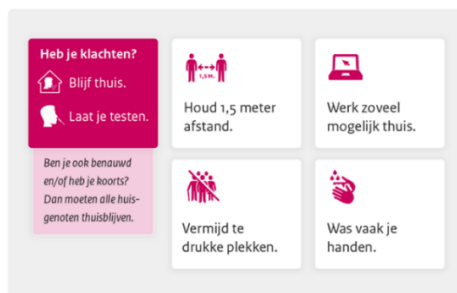 Heb je klachten?
Blijf thuis.
Laat je testen.
Ben je ook benauwd
en/of heb je koorts?
Dan moeten alle huis-
genoten thuisblijven.
1,5 M.
Houd 1,5 meter
afstand.
Werk zoveel
mogelijk thuis.
Vermijd te
drukke plekken.
Was vaak je
handen.